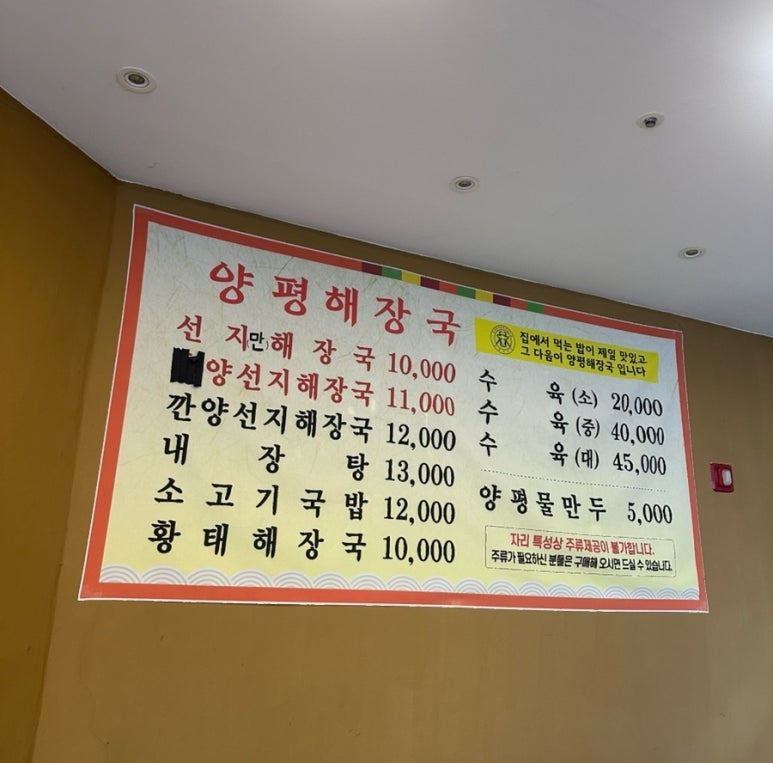 양평해장국
선지만해장국 10,000
양선지해장국 11,000
깐양선지해장국 12,000
내장탕 13,000
소고기국밥 12,000
황태해장국 10,000
집에서 먹는 밥이 제일 맛있고
그 다음이 양평해장국 입니다
수육(소) 20,000
수육(중) 40,000
수육(대) 45,000
양평물만두 5,000
자리 특성상 주류제공이 불가합니다.
주류가 필요하신 분들은 구매해 오시면 드실 수 있습니다.